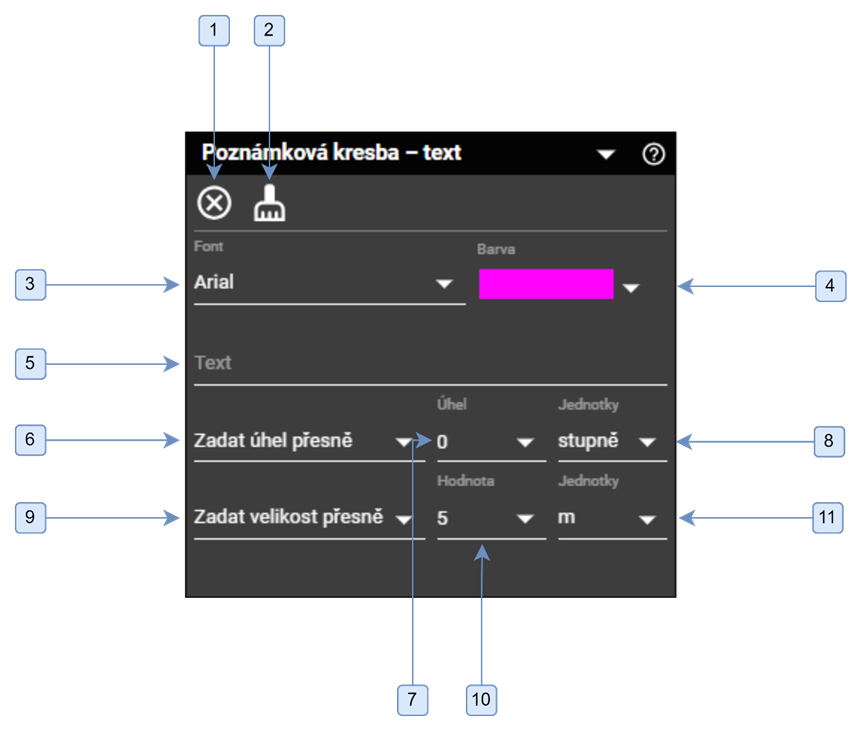 1 2
Poznámková kresba – text
Font Barva
3 Arial 4
5 Text
Úhel Jednotky
6 Zadat úhel přesně 0 stupně 8
Hodnota Jednotky
9 Zadat velikost přesně 5 m 11
7 10